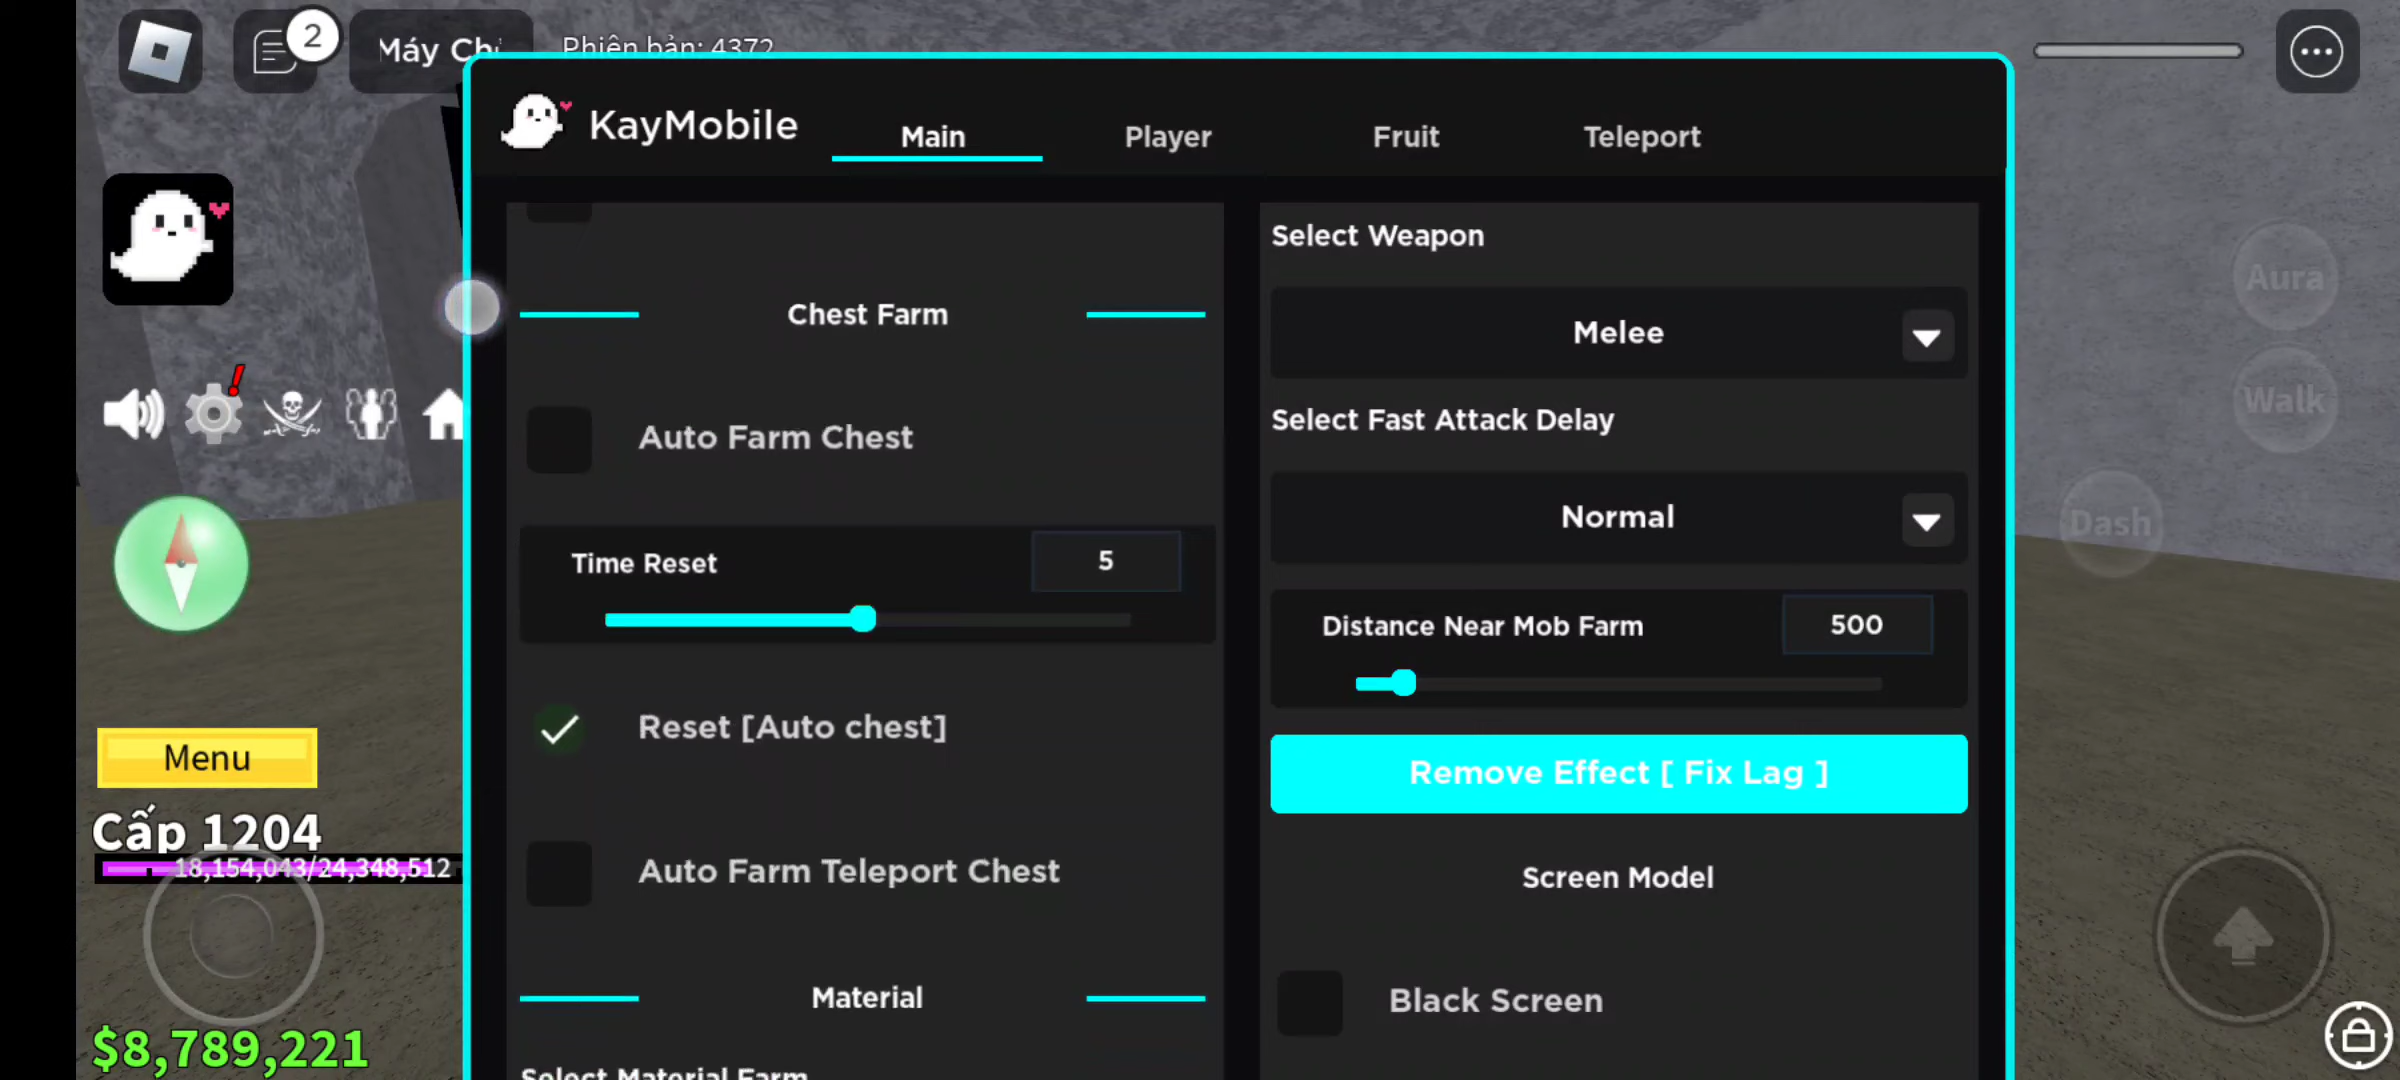 2
Máy Ch
Phiên bản: 4372
KayMobile
Main
Player
Fruit
Teleport
Chest Farm
Auto Farm Chest
Time Reset
5
Reset [Auto chest]
Auto Farm Teleport Chest
Material
Select Material Farm
Select Weapon
Melee
Select Fast Attack Delay
Normal
Distance Near Mob Farm
500
Remove Effect [ Fix Lag ]
Screen Model
Black Screen
Aura
Walk
Dash
!
Menu
Cấp 1204
18,154,043/24,348,512
$8,789,221